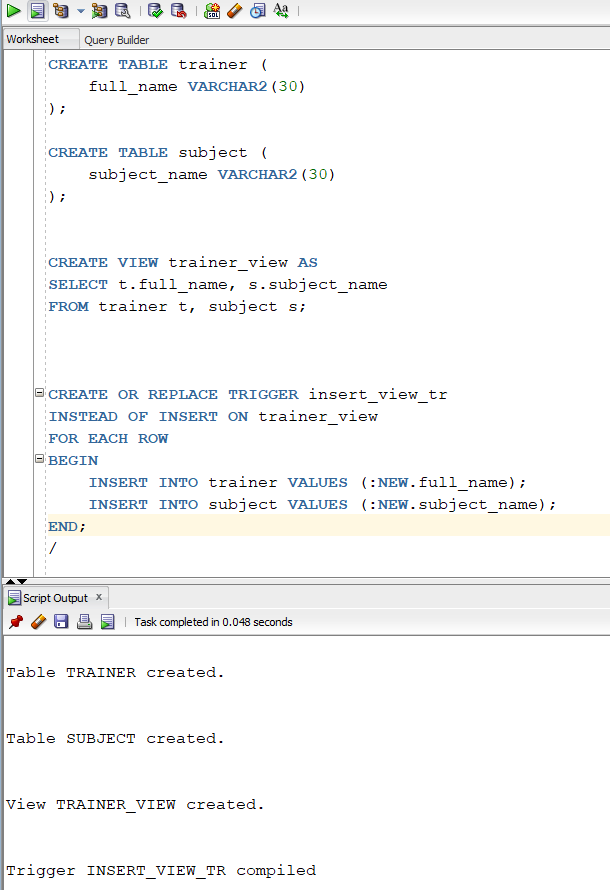 SQL
Aa
Worksheet Query Builder
CREATE TABLE trainer (
    full_name VARCHAR2(30)
);
CREATE TABLE subject (
    subject_name VARCHAR2(30)
);
CREATE VIEW trainer_view AS
SELECT t.full_name, s.subject_name
FROM trainer t, subject s;
CREATE OR REPLACE TRIGGER insert_view_tr
INSTEAD OF INSERT ON trainer_view
FOR EACH ROW
BEGIN
    INSERT INTO trainer VALUES (:NEW.full_name);
    INSERT INTO subject VALUES (:NEW.subject_name);
END;
/
Script Output x
Task completed in 0.048 seconds
Table TRAINER created.
Table SUBJECT created.
View TRAINER_VIEW created.
Trigger INSERT_VIEW_TR compiled